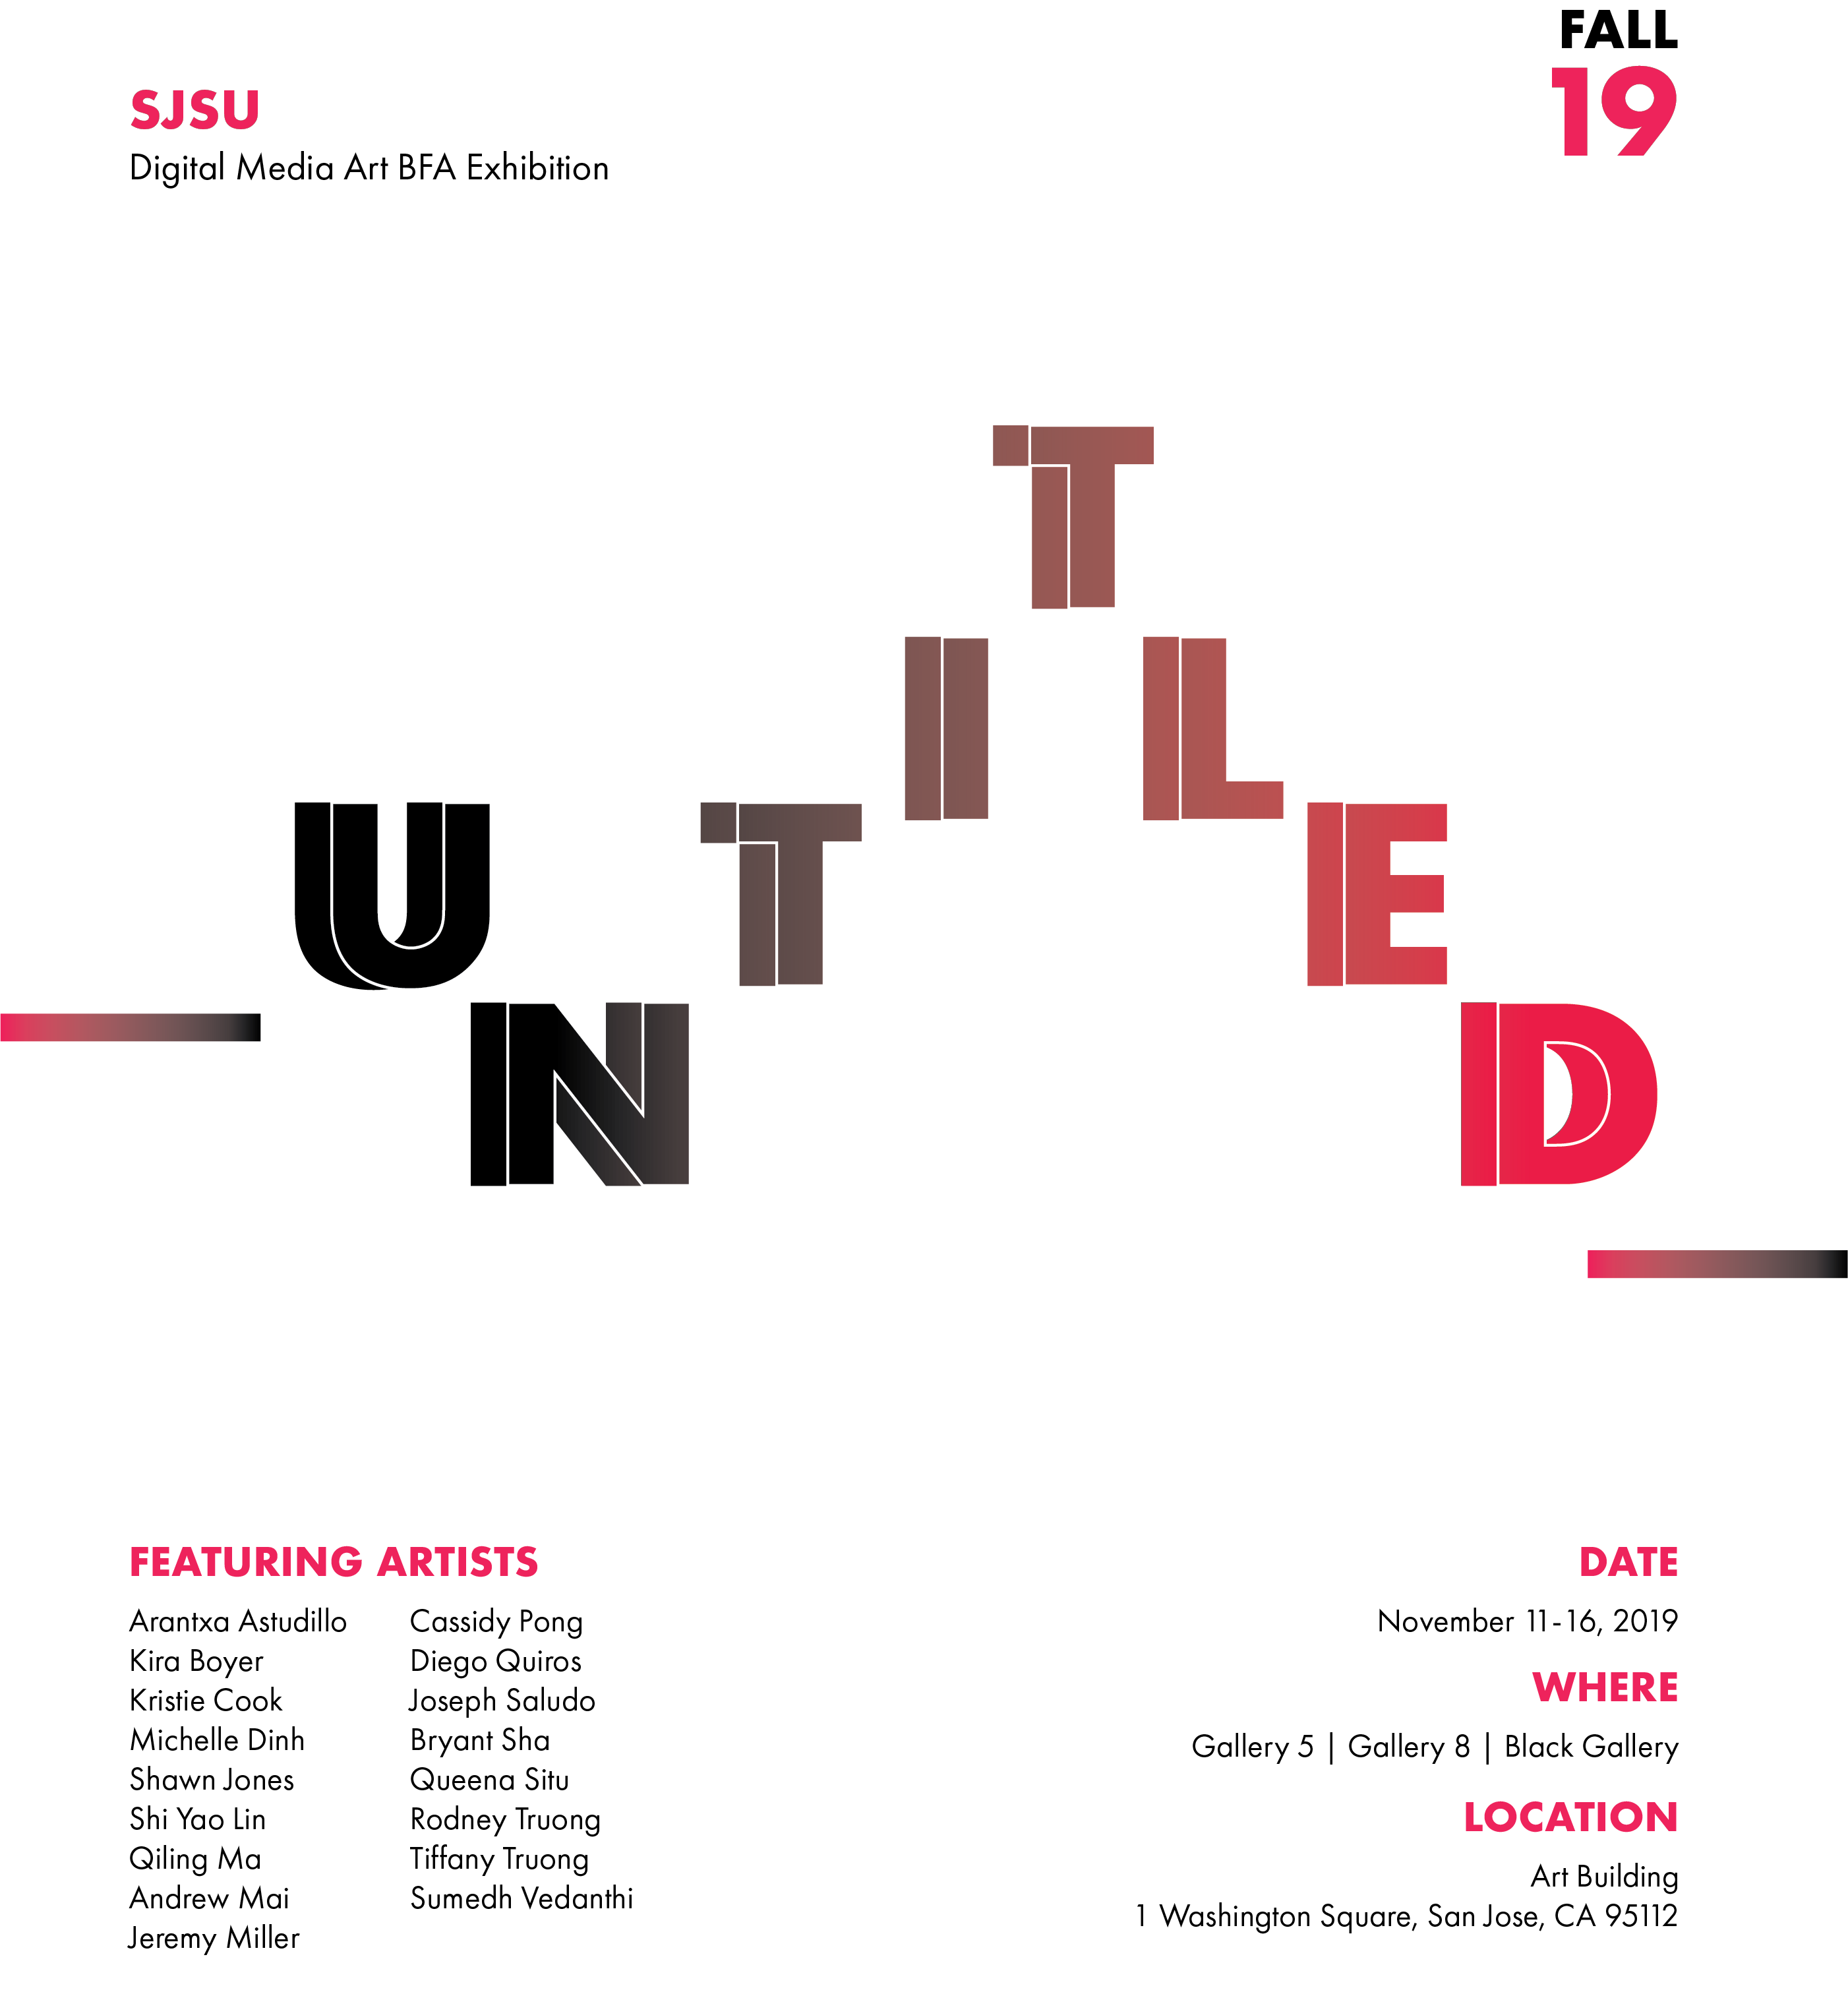 FALL
19
SJSU
Digital Media Art BFA Exhibition
UNTITLED
FEATURING ARTISTS
Arantxa Astudillo
Kira Boyer
Kristie Cook
Michelle Dinh
Shawn Jones
Shi Yao Lin
Qiling Ma
Andrew Mai
Jeremy Miller
Cassidy Pong
Diego Quiros
Joseph Saludo
Bryant Sha
Queena Situ
Rodney Truong
Tiffany Truong
Sumedh Vedanthi
DATE
November 11-16, 2019
WHERE
Gallery 5 | Gallery 8 | Black Gallery
LOCATION
Art Building
1 Washington Square, San Jose, CA 95112